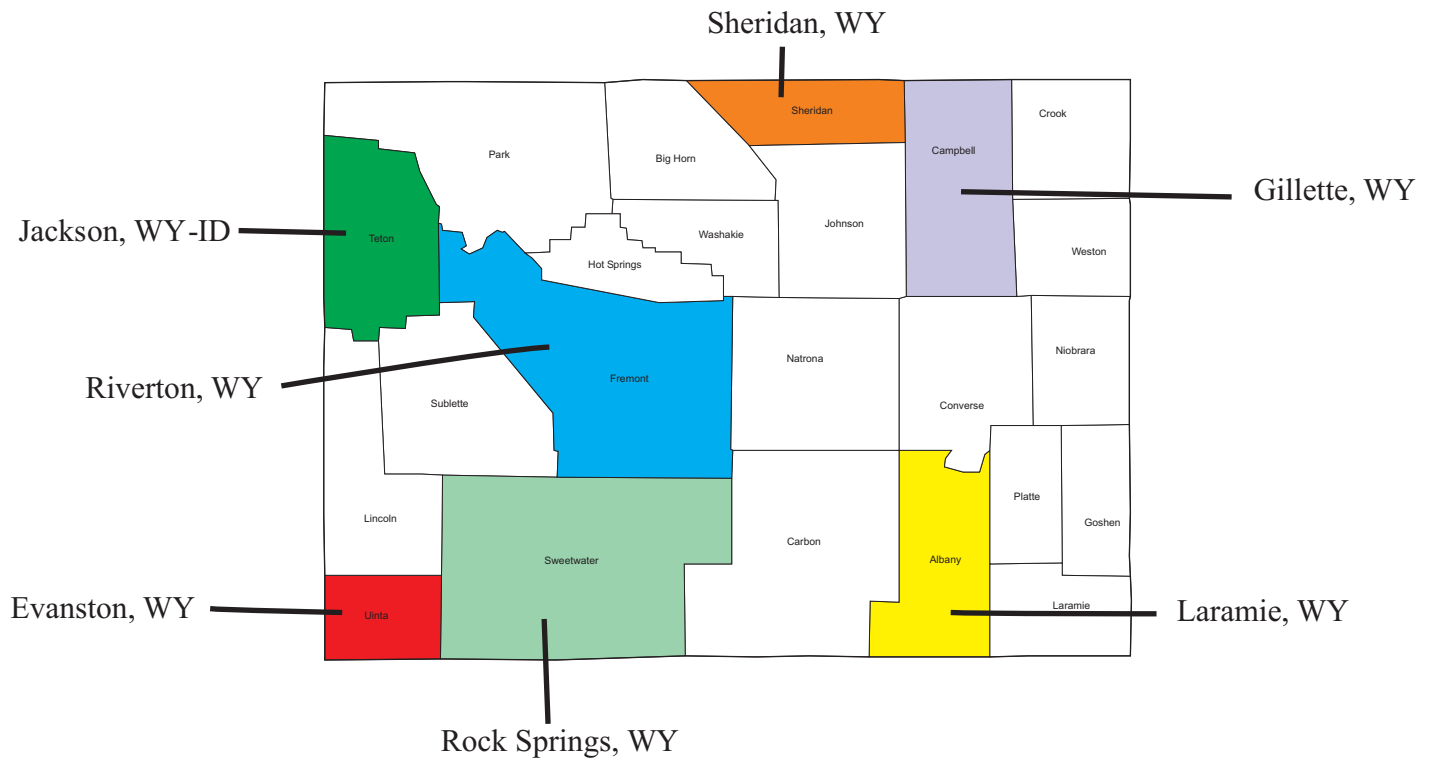 Sheridan, WY
Sheridan
Crook
Campbell
Park
Big Horn
Gillette, WY
Jackson, WY-ID
Teton
Johnson
Washakie
Weston
Hot Springs
Niobrara
Natrona
Riverton, WY
Fremont
Sublette
Converse
Platte
Lincoln
Goshen
Carbon
Sweetwater
Albany
Evanston, WY
Uinta
Laramie
Laramie, WY
Rock Springs, WY